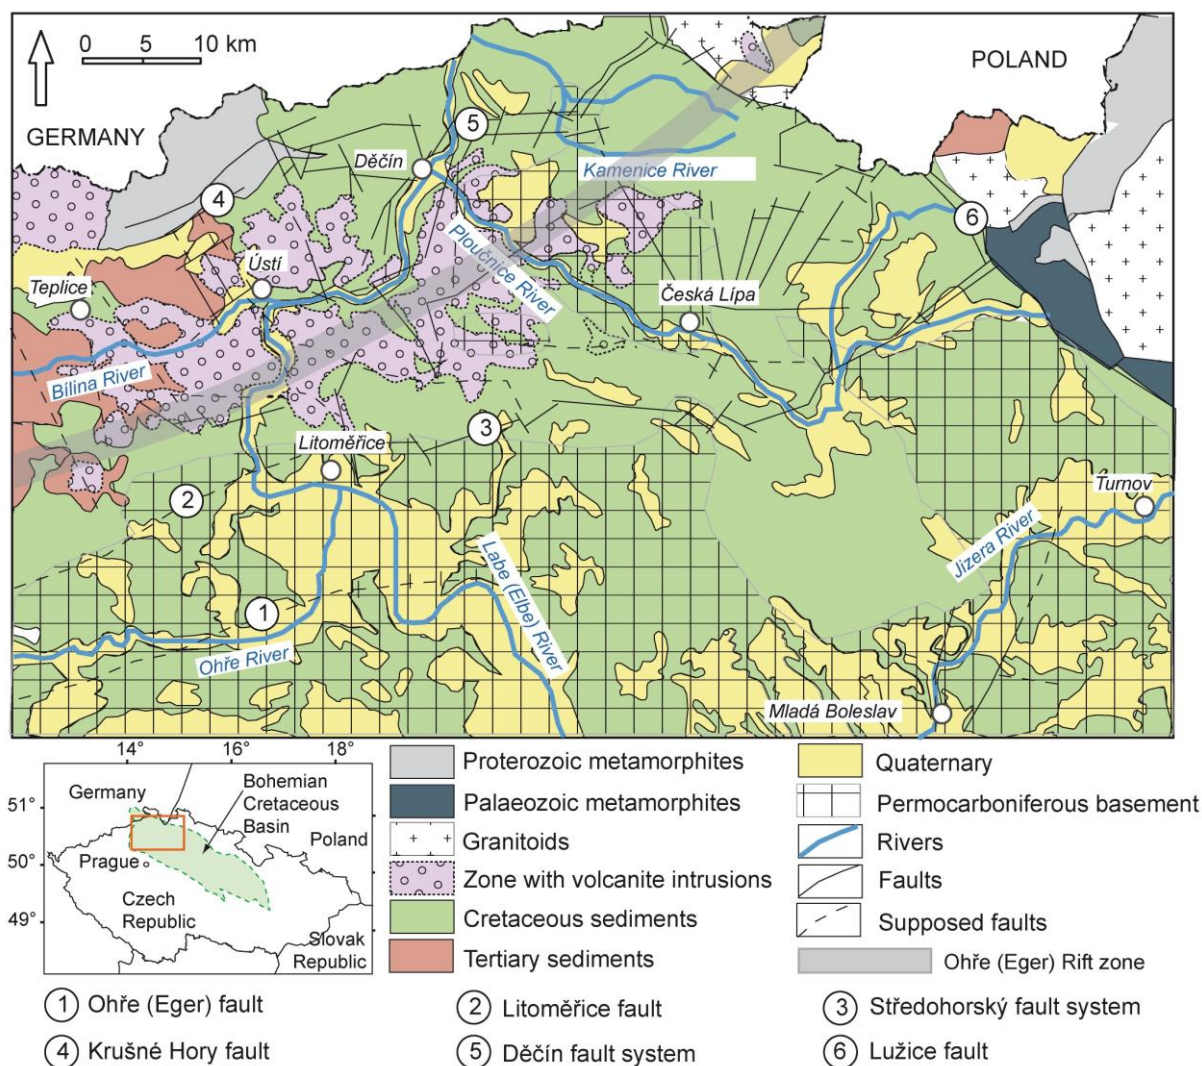 0 5 10 km
POLAND
GERMANY
5
Děčín
Kamenice River
4
6
Ploučnice River
Ústí
Teplice
Česká Lípa
Bílina River
3
Litoměřice
2
Turnov
Jizera River
Labe (Elbe) River
1
Ohře River
Mladá Boleslav
14° 16° 18°
51°
50°
49°
Germany
Bohemian
Cretaceous
Basin
Poland
Prague
Czech
Republic
Slovak
Republic
Proterozoic metamorphites
Palaeozoic metamorphites
Granitoids
Zone with volcanite intrusions
Cretaceous sediments
Tertiary sediments
Quaternary
Permocarboniferous basement
Rivers
Faults
Supposed faults
Ohře (Eger) Rift zone
1 Ohře (Eger) fault
2 Litoměřice fault
3 Středohorský fault system
4 Krušné Hory fault
5 Děčín fault system
6 Lužice fault